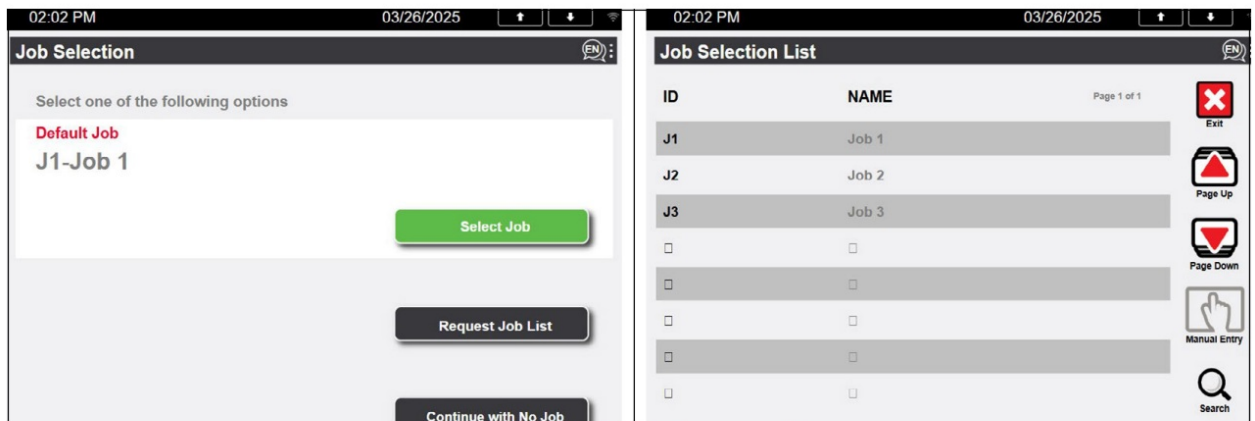 02:02 PM 03/26/2025
Job Selection EN
Select one of the following options
Default Job
J1-Job 1
Select Job
Request Job List
Continue with No Job
02:02 PM 03/26/2025
Job Selection List EN
ID NAME Page 1 of 1
Exit
J1 Job 1
J2 Job 2
Page Up
J3 Job 3
Page Down
Manual Entry
Search